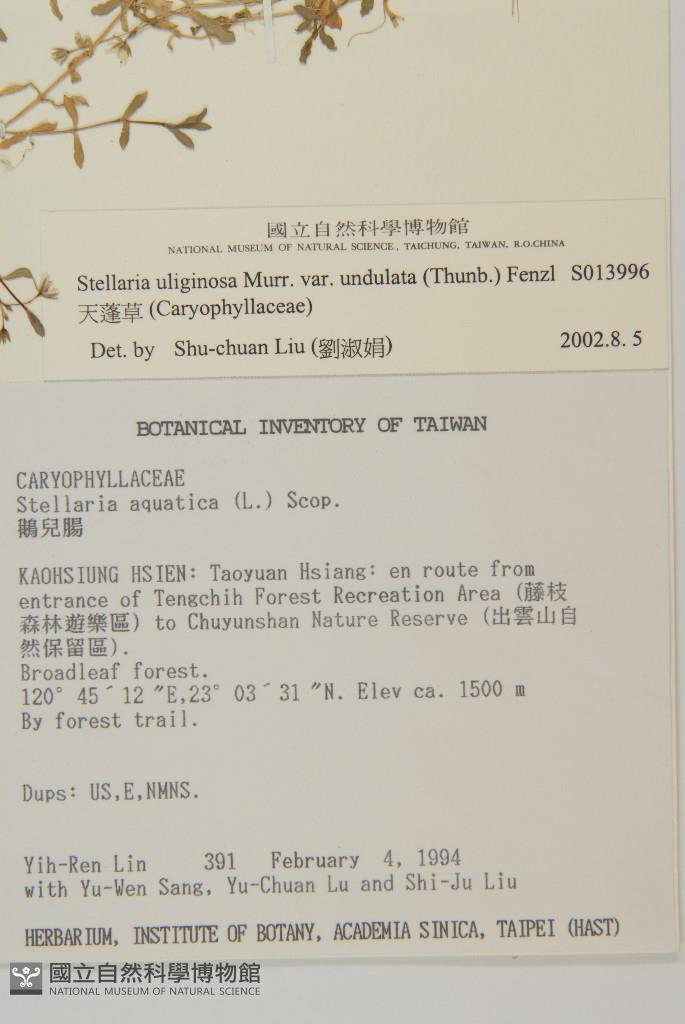 國立自然科學博物館
NATIONAL MUSEUM OF NATURAL SCIENCE, TAICHUNG, TAIWAN, R.O.CHINA
Stellaria uliginosa Murr. var. undulata (Thunb.) Fenzl S013996
天蓬草 (Caryophyllaceae)
Det. by Shu-chuan Liu (劉淑娟) 2002.8. 5
BOTANICAL INVENTORY OF TAIWAN
CARYOPHYLLACEAE
Stellaria aquatica (L.) Scop.
鵝兒腸
KAOHSIUNG HSIEN: Taoyuan Hsiang: en route from
entrance of Tengchih Forest Recreation Area (藤枝
森林遊樂區) to Chuyunshan Nature Reserve (出雲山自
然保留區).
Broadleaf forest.
120° 45´12 "E,23° 03´31 "N. Elev ca. 1500 m
By forest trail.
Dups: US,E,NMNS.
Yih-Ren Lin 391 February 4, 1994
with Yu-Wen Sang, Yu-Chuan Lu and Shi-Ju Liu
HERBARIUM, INSTITUTE OF BOTANY, ACADEMIA SINICA, TAIPEI (HAST)
國立自然科學博物館
NATIONAL MUSEUM OF NATURAL SCIENCE